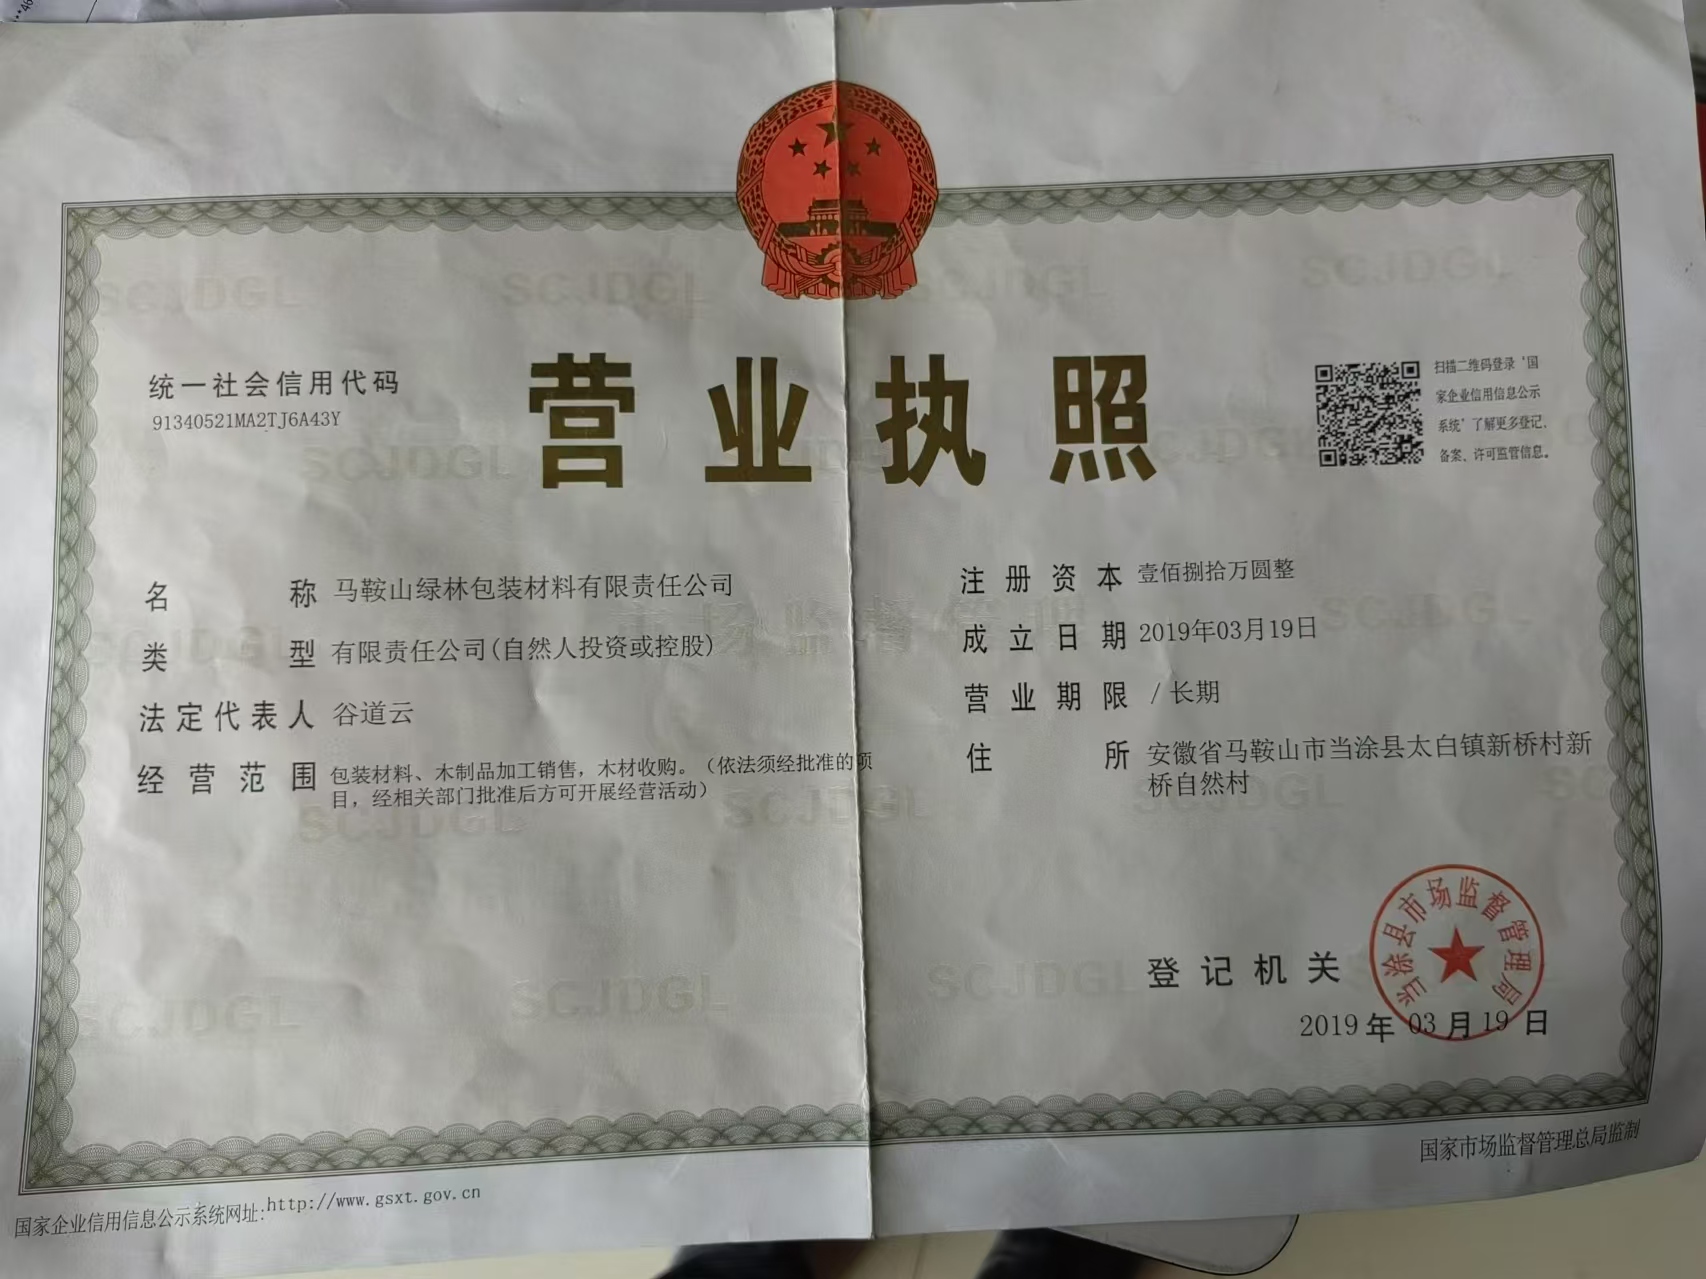 营业执照
统一社会信用代码
91340521MA2TJ6A43Y
扫描二维码登录‘国
家企业信用信息公示
系统’了解更多登记、
备案、许可监管信息。
名称 马鞍山绿林包装材料有限责任公司
类型 有限责任公司(自然人投资或控股)
法定代表人 谷道云
经营范围 包装材料、木制品加工销售，木材收购。（依法须经批准的项
目，经相关部门批准后方可开展经营活动）
注册资本 壹佰捌拾万圆整
成立日期 2019年03月19日
营业期限 / 长期
住所 安徽省马鞍山市当涂县太白镇新桥村新
桥自然村
登记机关
当涂县市场监督管理局
2019年03月19日
国家企业信用信息公示系统网址:http://www.gsxt.gov.cn
国家市场监督管理总局监制
SCJDGL
市场监督管理